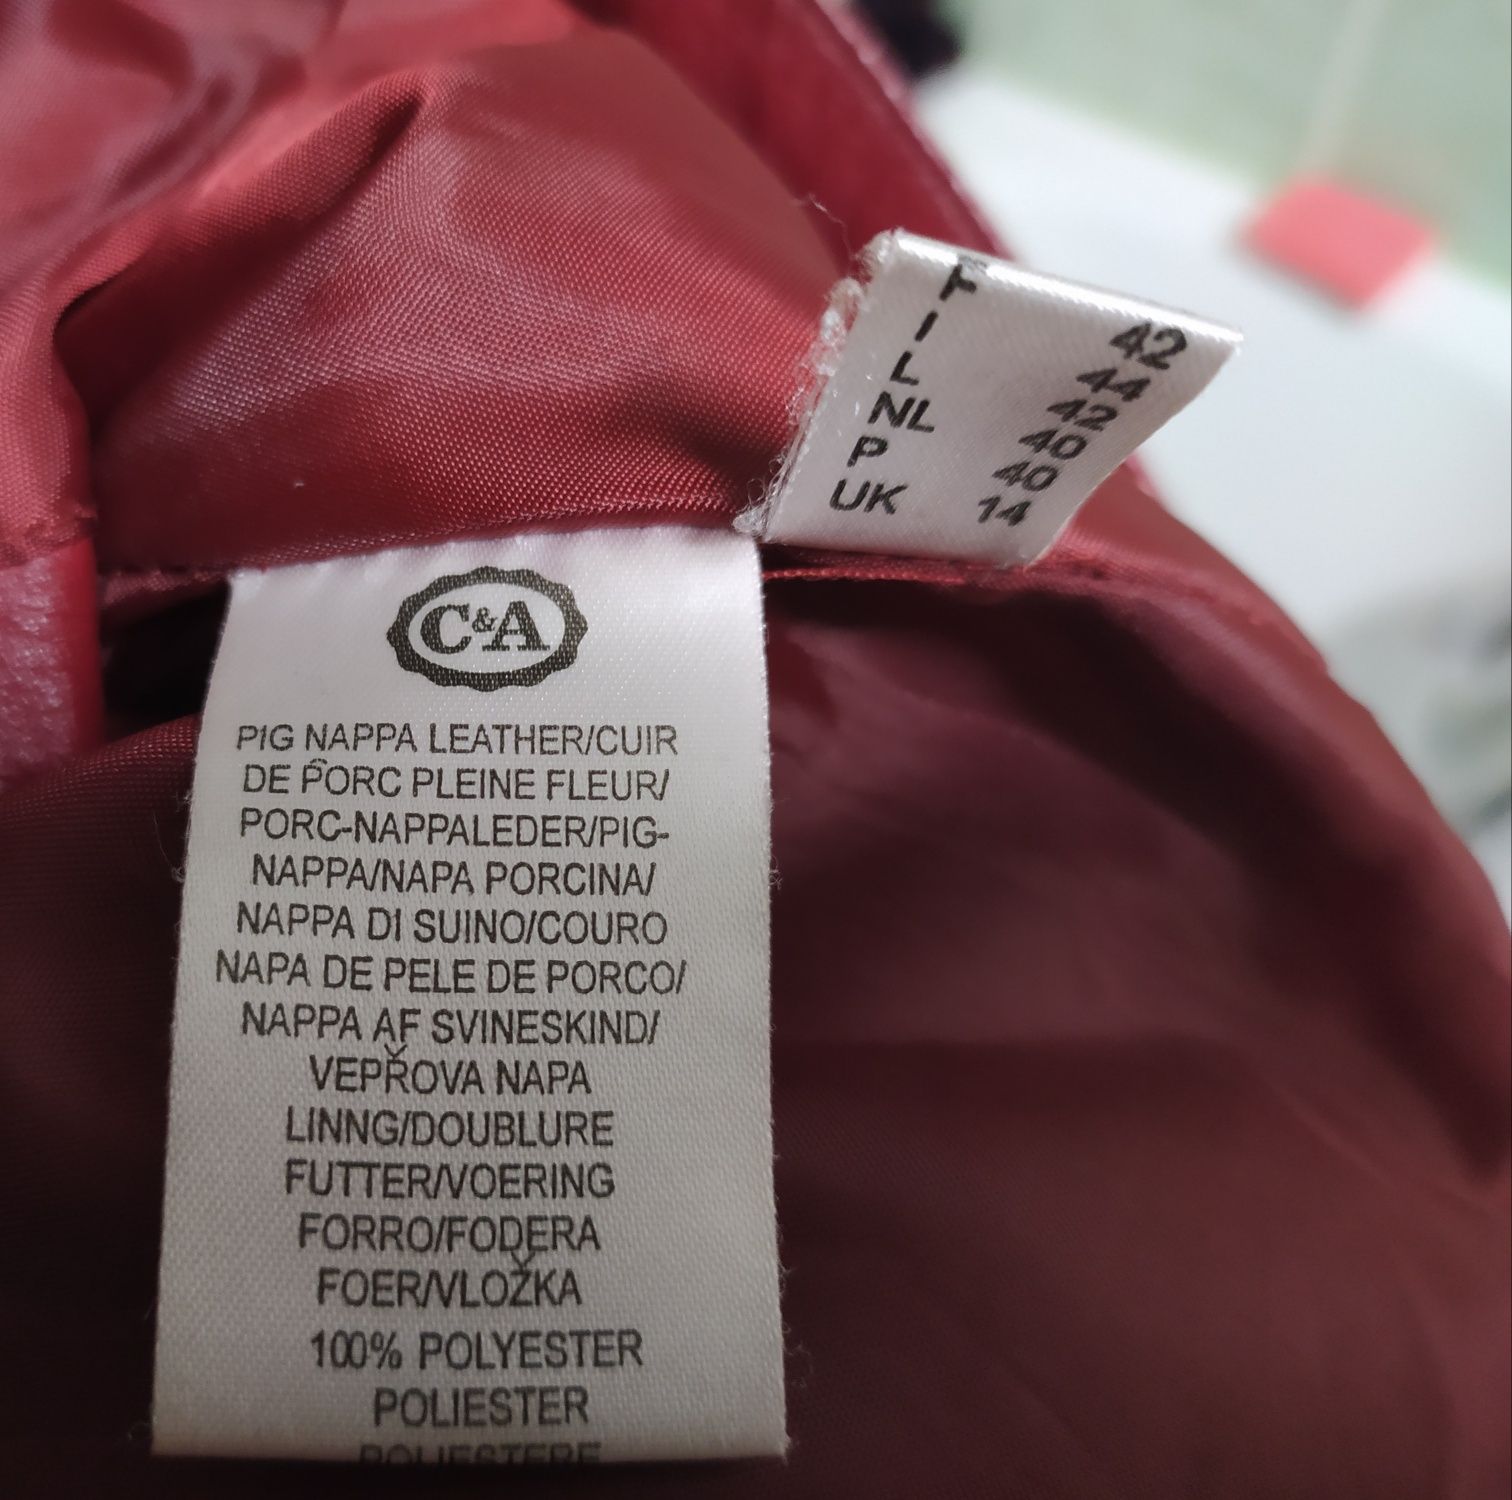 F 42
I 44
L 42
NL 40
P 40
UK 14
C&A
PIG NAPPA LEATHER/CUIR
DE PORC PLEINE FLEUR/
PORC-NAPPALEDER/PIG-
NAPPA/NAPA PORCINA/
NAPPA DI SUINO/COURO
NAPA DE PELE DE PORCO/
NAPPA AF SVINESKIND/
VEPŘOVA NAPA
LINNG/DOUBLURE
FUTTER/VOERING
FORRO/FODERA
FOER/VLOŽKA
100% POLYESTER
POLIESTER
POLIESTERE